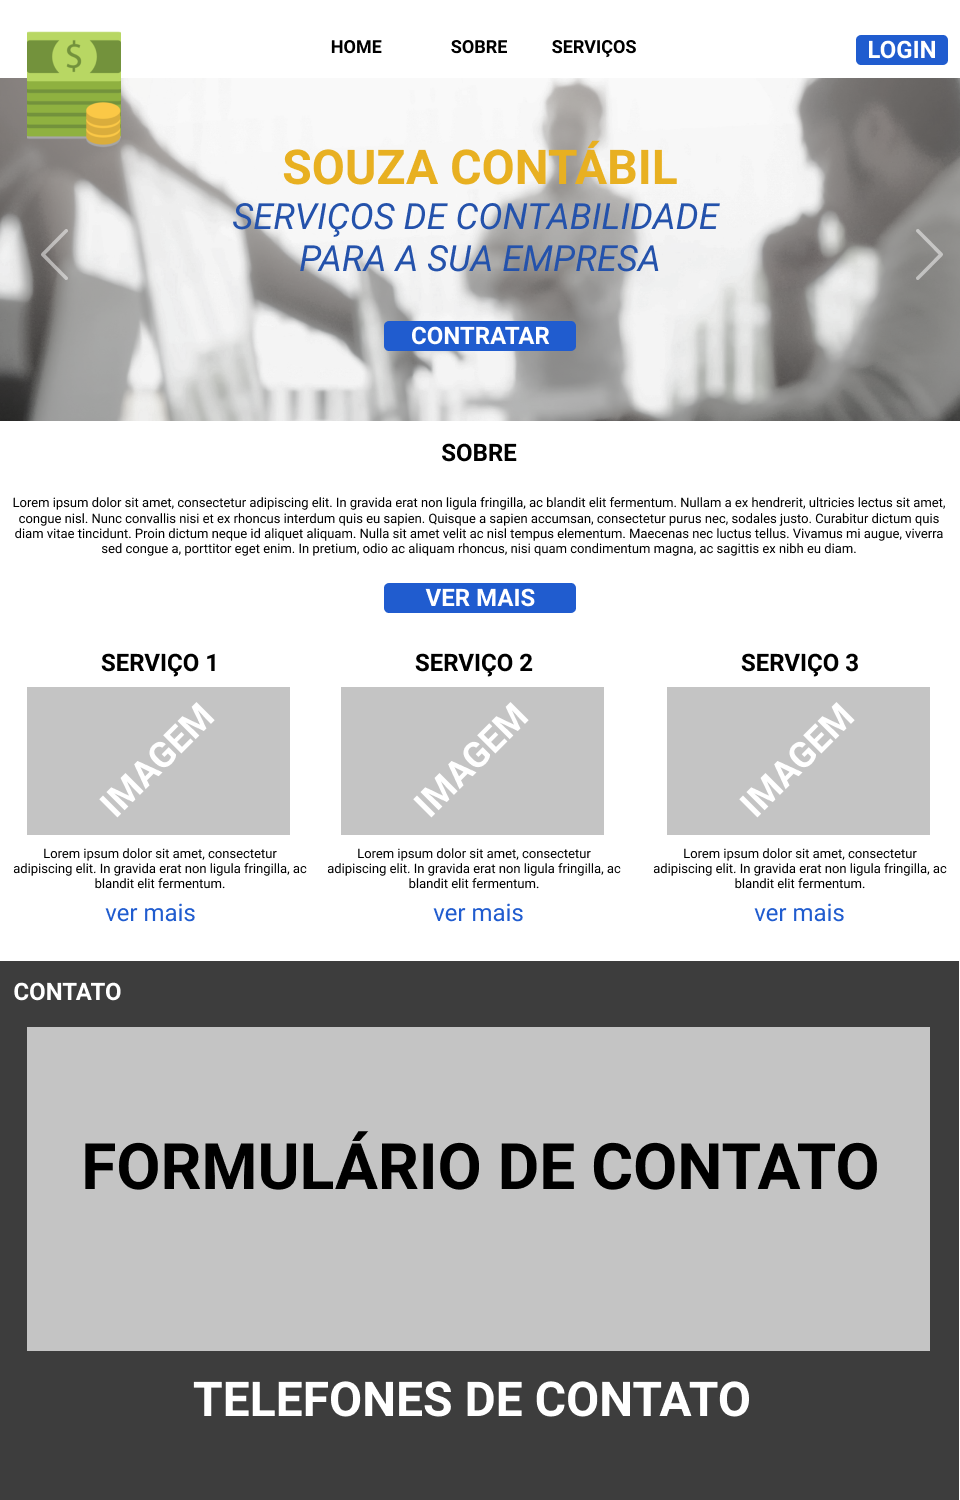 $
HOME SOBRE SERVIÇOS LOGIN
SOUZA CONTÁBIL
SERVIÇOS DE CONTABILIDADE
PARA A SUA EMPRESA
CONTRATAR
SOBRE
Lorem ipsum dolor sit amet, consectetur adipiscing elit. In gravida erat non ligula fringilla, ac blandit elit fermentum. Nullam a ex hendrerit, ultricies lectus sit amet,
congue nisl. Nunc convallis nisi et ex rhoncus interdum quis eu sapien. Quisque a sapien accumsan, consectetur purus nec, sodales justo. Curabitur dictum quis
diam vitae tincidunt. Proin dictum neque id aliquet aliquam. Nulla sit amet velit ac nisl tempus elementum. Maecenas nec luctus tellus. Vivamus mi augue, viverra
sed congue a, porttitor eget enim. In pretium, odio ac aliquam rhoncus, nisi quam condimentum magna, ac sagittis ex nibh eu diam.
VER MAIS
SERVIÇO 1
IMAGEM
Lorem ipsum dolor sit amet, consectetur
adipiscing elit. In gravida erat non ligula fringilla, ac
blandit elit fermentum.
ver mais
SERVIÇO 2
IMAGEM
Lorem ipsum dolor sit amet, consectetur
adipiscing elit. In gravida erat non ligula fringilla, ac
blandit elit fermentum.
ver mais
SERVIÇO 3
IMAGEM
Lorem ipsum dolor sit amet, consectetur
adipiscing elit. In gravida erat non ligula fringilla, ac
blandit elit fermentum.
ver mais
CONTATO
FORMULÁRIO DE CONTATO
TELEFONES DE CONTATO